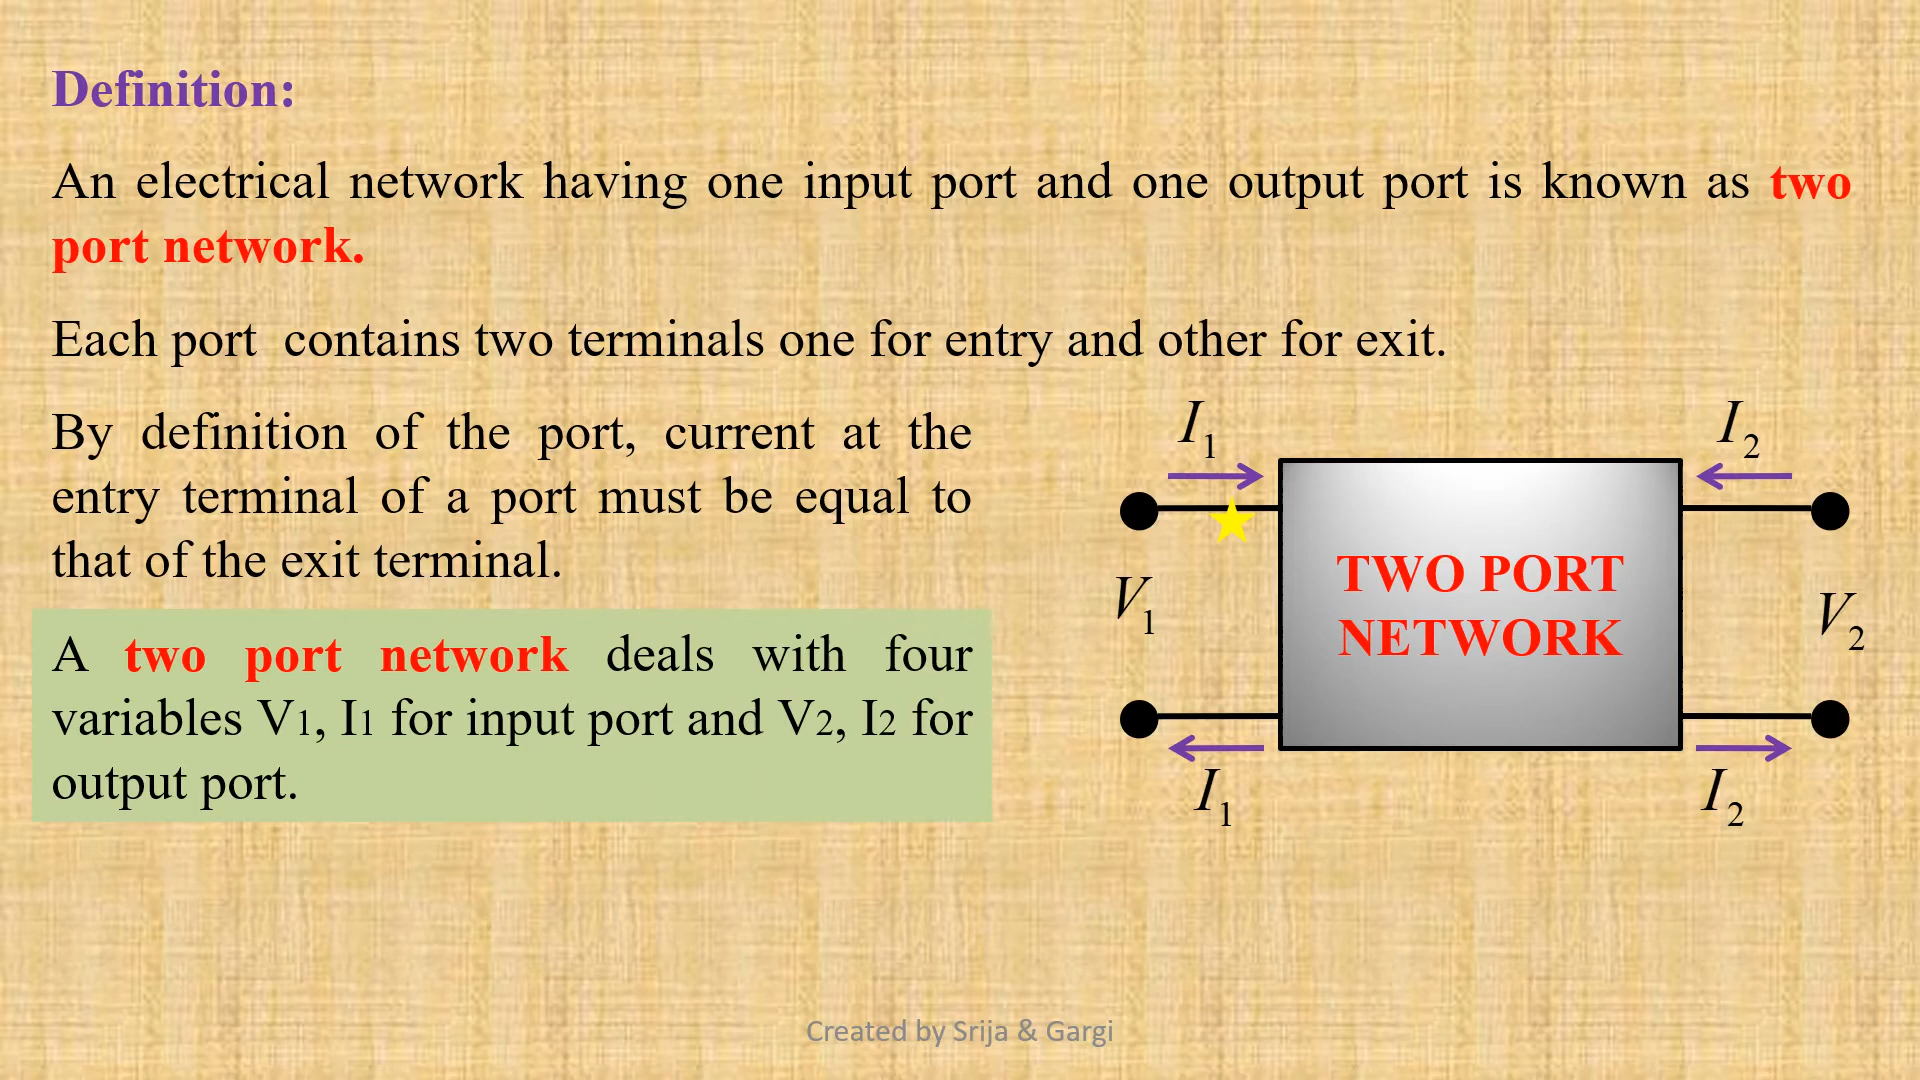 Definition:
An electrical network having one input port and one output port is known as two
port network.
Each port contains two terminals one for entry and other for exit.
By definition of the port, current at the
entry terminal of a port must be equal to
that of the exit terminal.
A two port network deals with four
variables V1, I1 for input port and V2, I2 for
output port.
I1
I2
TWO PORT
NETWORK
V1
V2
I1
I2
Created by Srija & Gargi